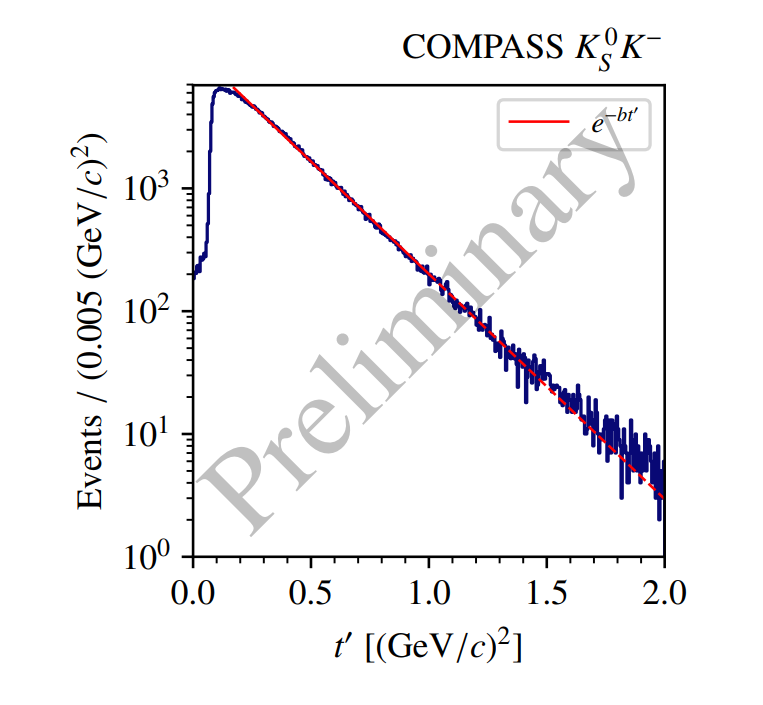 COMPASS K_S^0 K^-
e^{-bt'}
Preliminary
Events / (0.005 (GeV/c)^2)
10^3
10^2
10^1
10^0
0.0 0.5 1.0 1.5 2.0
t' [(GeV/c)^2]